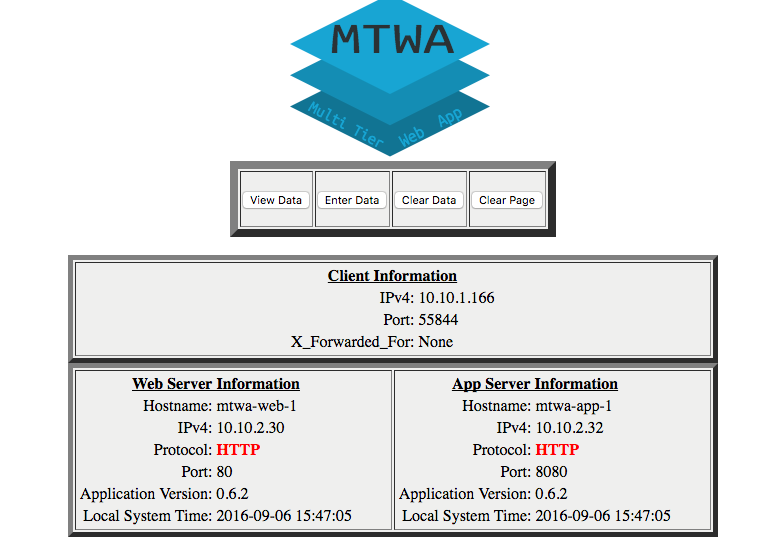 MTWA
Multi Tier Web App
View Data Enter Data Clear Data Clear Page
Client Information
IPv4: 10.10.1.166
Port: 55844
X_Forwarded_For: None
Web Server Information
Hostname: mtwa-web-1
IPv4: 10.10.2.30
Protocol: HTTP
Port: 80
Application Version: 0.6.2
Local System Time: 2016-09-06 15:47:05
App Server Information
Hostname: mtwa-app-1
IPv4: 10.10.2.32
Protocol: HTTP
Port: 8080
Application Version: 0.6.2
Local System Time: 2016-09-06 15:47:05